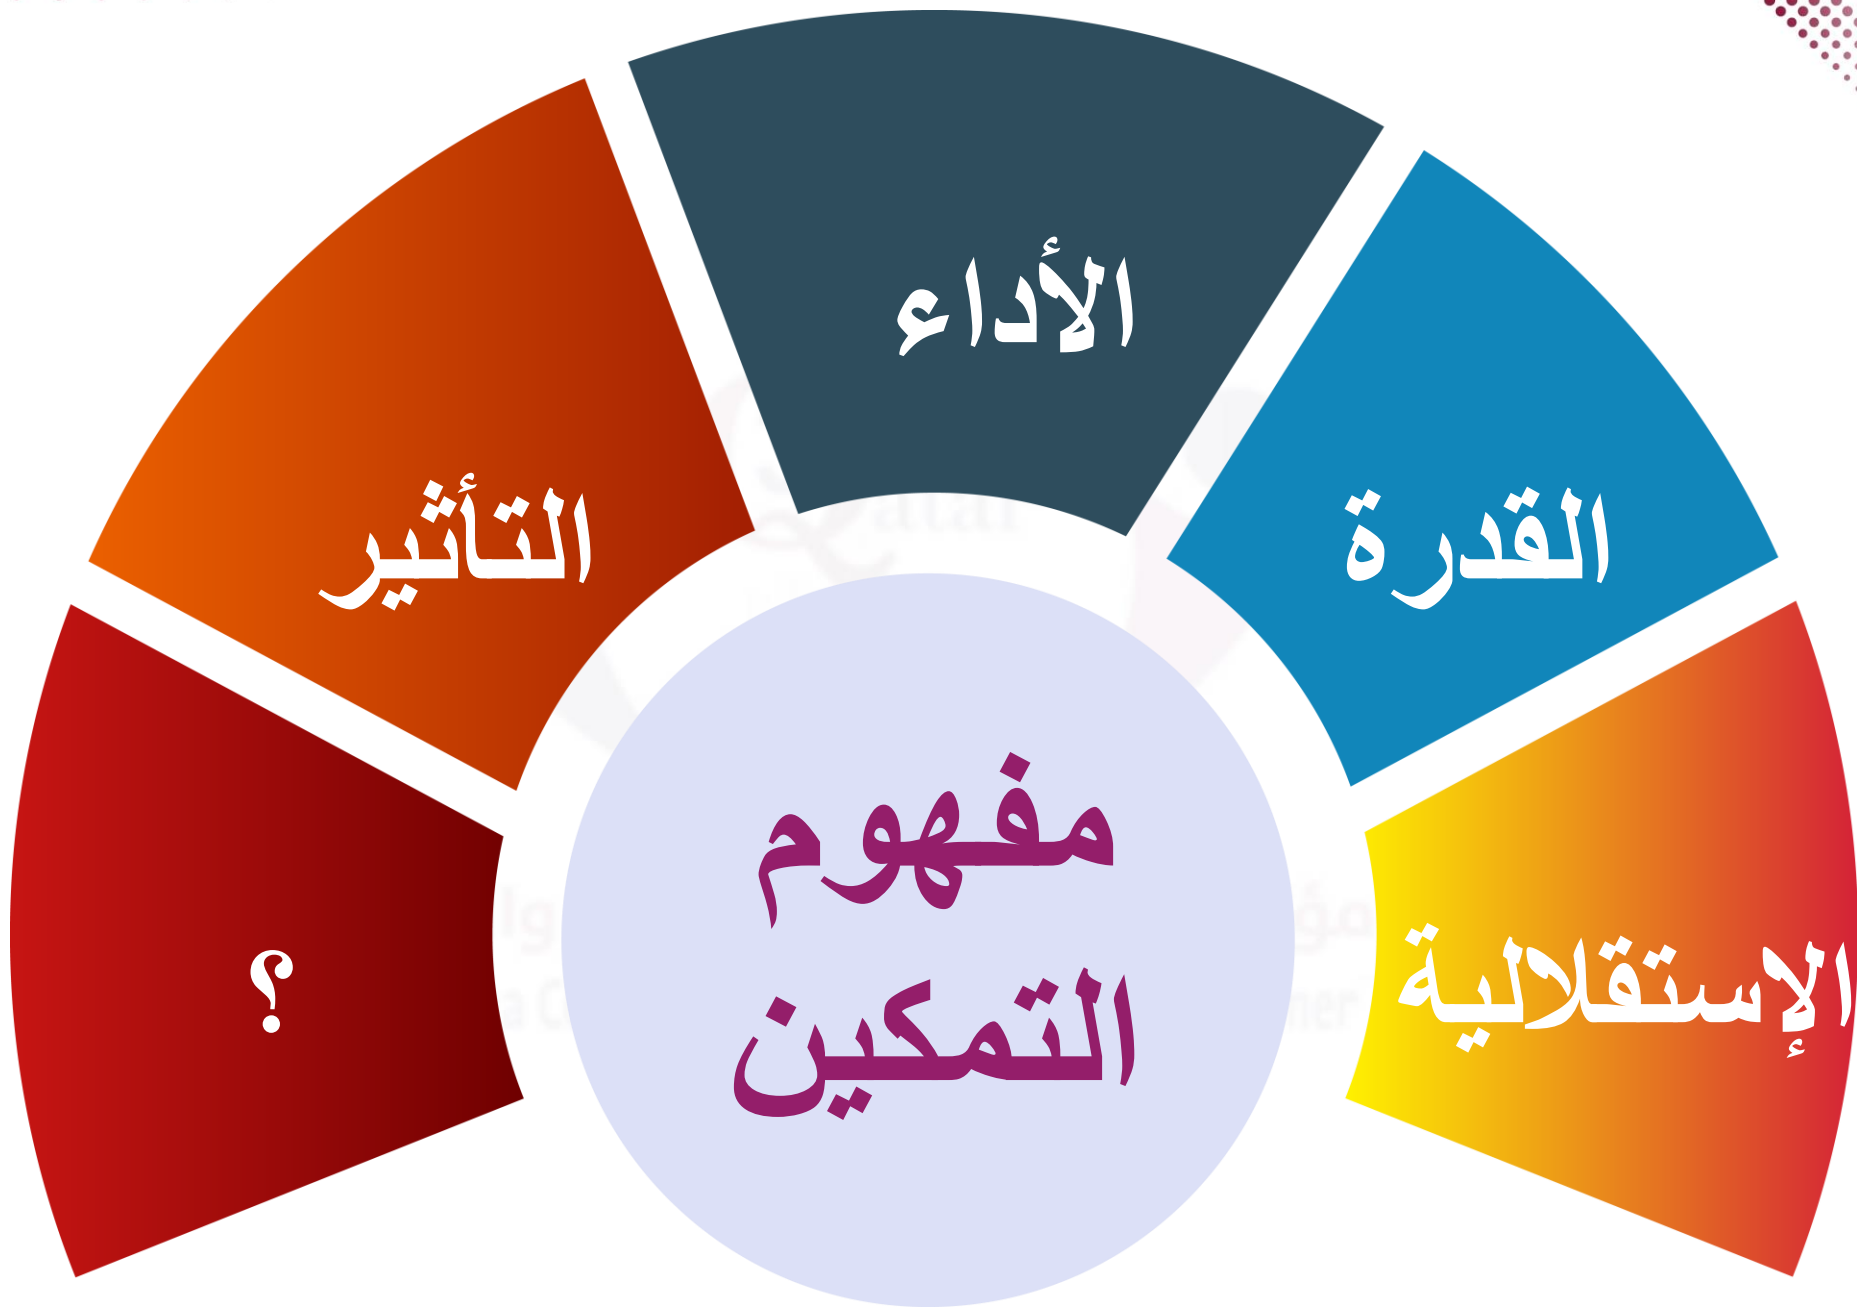 الأداء
القدرة
التأثير
مفهوم
التمكين
الإستقلالية
؟